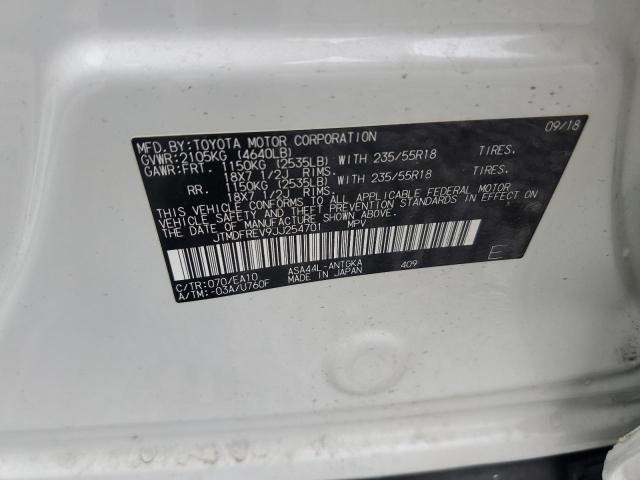 MFD.BY:TOYOTA MOTOR CORPORATION 09/18
GVWR:2105KG (4640LB)
GAWR:FRT. 1150KG (2535LB) WITH 235/55R18 TIRES.
18X7 1/2J RIMS.
RR. 1150KG (2535LB) WITH 235/55R18 TIRES.
18X7 1/2J RIMS.
THIS VEHICLE CONFORMS TO ALL APPLICABLE FEDERAL MOTOR
VEHICLE SAFETY AND BUMPER STANDARDS IN EFFECT ON
THE DATE OF MANUFACTURE SHOWN ABOVE.
JTMDFREV9JJ254701 MPV
E
C/TR:070/EA10 ASA44L-ANTGKA 409
A/TM:-03A/U760F MADE IN JAPAN